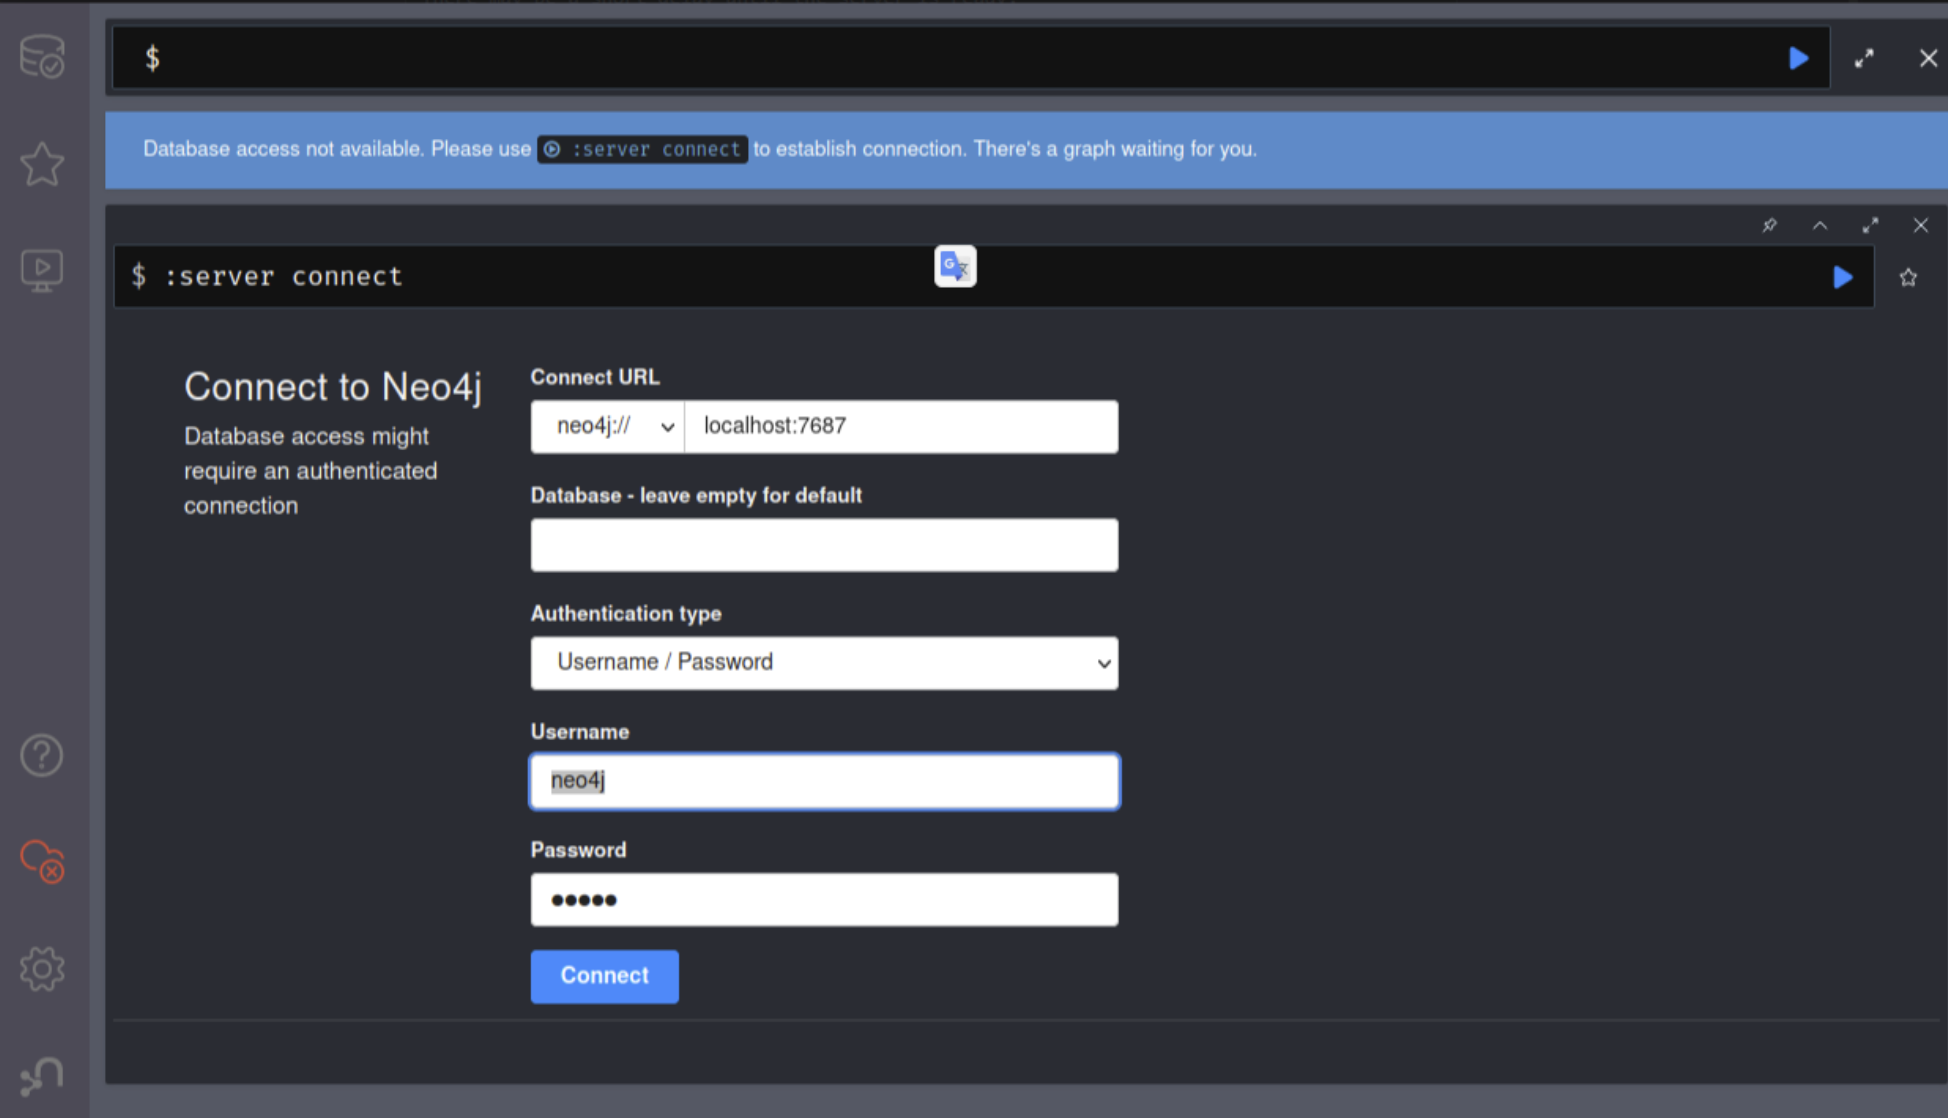 $
Database access not available. Please use :server connect to establish connection. There's a graph waiting for you.
$ :server connect
Connect to Neo4j
Database access might
require an authenticated
connection
Connect URL
neo4j:// localhost:7687
Database - leave empty for default
Authentication type
Username / Password
Username
neo4j
Password
•••••
Connect